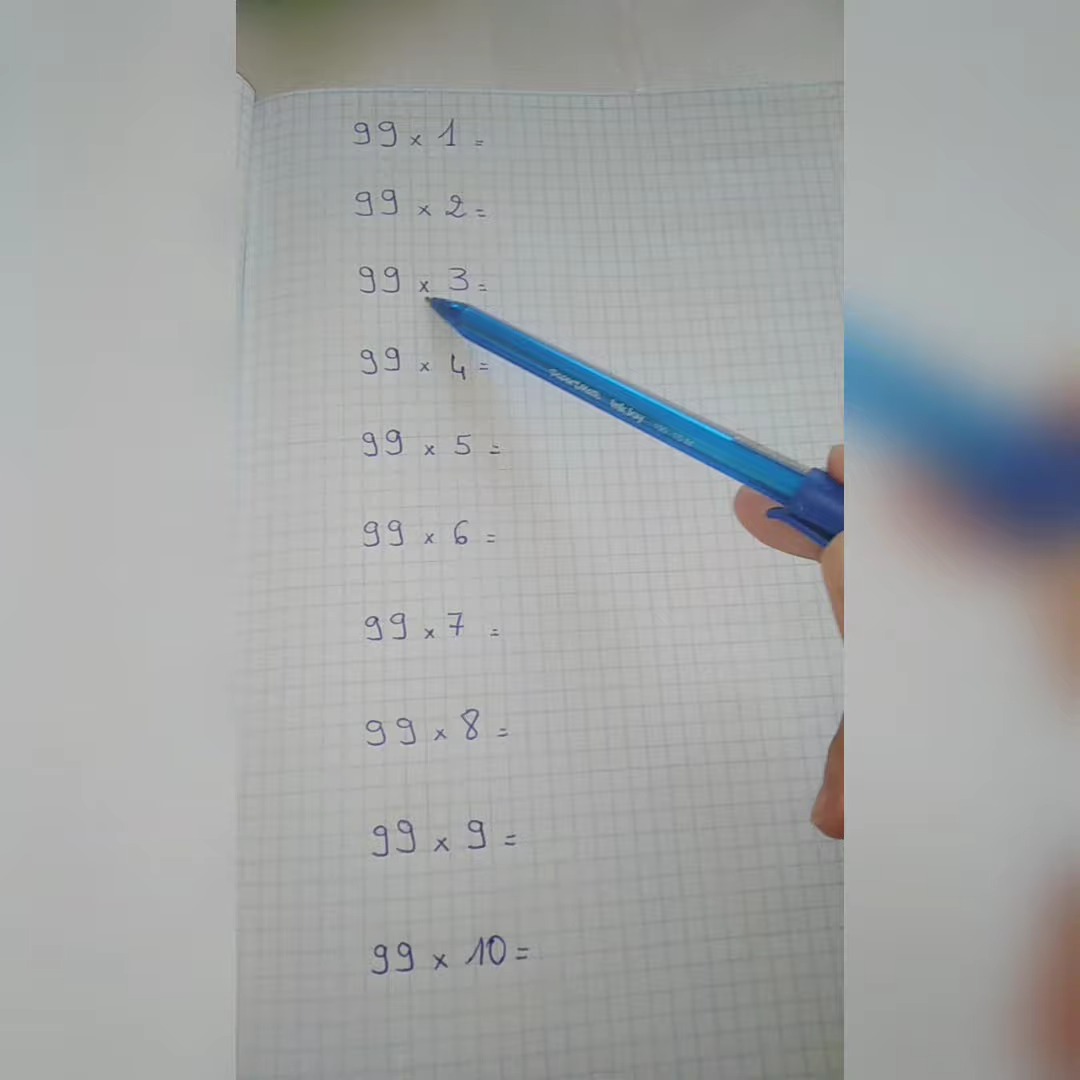 99 x 1 =
99 x 2 =
99 x 3 =
99 x 4 =
99 x 5 =
99 x 6 =
99 x 7 =
99 x 8 =
99 x 9 =
99 x 10 =